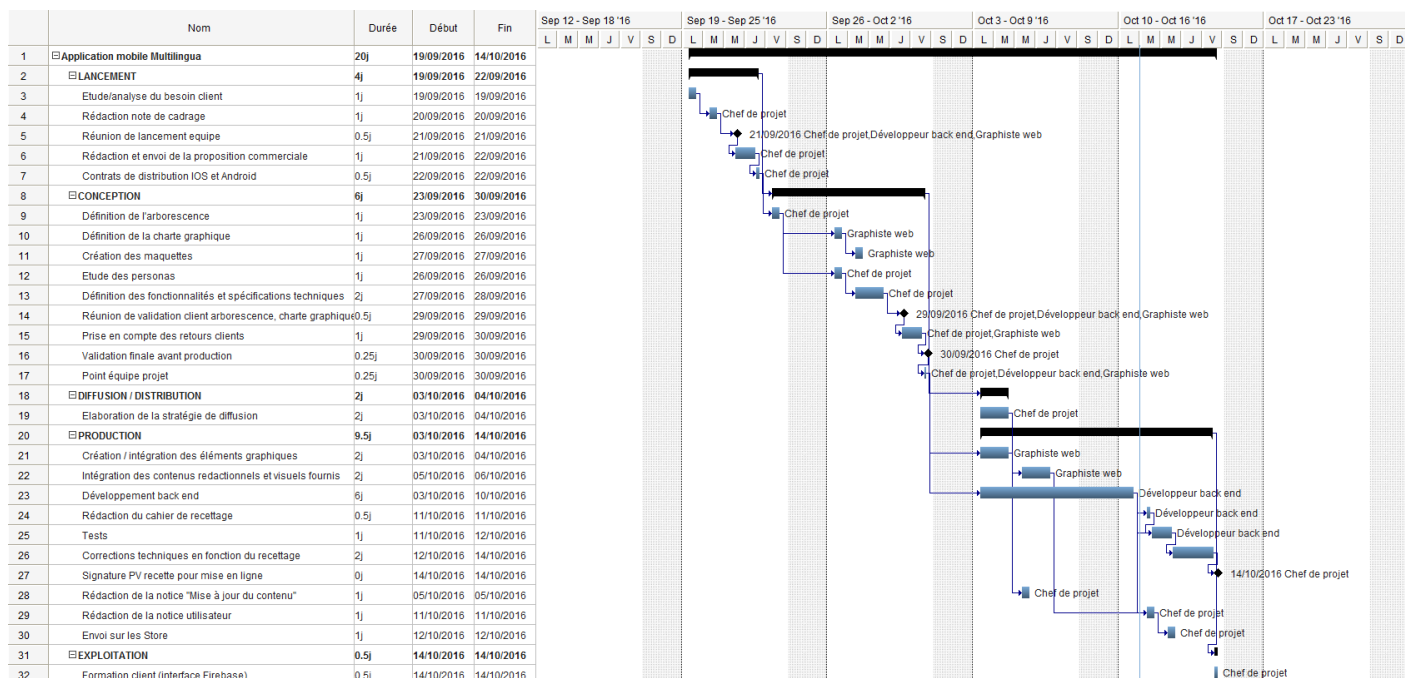 Sep 12 - Sep 18 '16 Sep 19 - Sep 25 '16 Sep 26 - Oct 2 '16 Oct 3 - Oct 9 '16 Oct 10 - Oct 16 '16 Oct 17 - Oct 23 '16
Nom Durée Début Fin
L M M J V S D L M M J V S D L M M J V S D L M M J V S D L M M J V S D L M M J V S D
1 Application mobile Multilingua 20j 19/09/2016 14/10/2016
2 LANCEMENT 4j 19/09/2016 22/09/2016
3 Etude/analyse du besoin client 1j 19/09/2016 19/09/2016
4 Rédaction note de cadrage 1j 20/09/2016 20/09/2016 Chef de projet
5 Réunion de lancement equipe 0.5j 21/09/2016 21/09/2016 21/09/2016 Chef de projet,Développeur back end,Graphiste web
6 Rédaction et envoi de la proposition commerciale 1j 21/09/2016 22/09/2016 Chef de projet
7 Contrats de distribution IOS et Android 0.5j 22/09/2016 22/09/2016 Chef de projet
8 CONCEPTION 6j 23/09/2016 30/09/2016
9 Définition de l'arborescence 1j 23/09/2016 23/09/2016 Chef de projet
10 Définition de la charte graphique 1j 26/09/2016 26/09/2016 Graphiste web
11 Création des maquettes 1j 27/09/2016 27/09/2016 Graphiste web
12 Etude des personas 1j 26/09/2016 26/09/2016 Chef de projet
13 Définition des fonctionnalités et spécifications techniques 2j 27/09/2016 28/09/2016 Chef de projet
14 Réunion de validation client arborescence, charte graphique 0.5j 29/09/2016 29/09/2016 29/09/2016 Chef de projet,Développeur back end,Graphiste web
15 Prise en compte des retours clients 1j 29/09/2016 30/09/2016 Chef de projet,Graphiste web
16 Validation finale avant production 0.25j 30/09/2016 30/09/2016 30/09/2016 Chef de projet
17 Point équipe projet 0.25j 30/09/2016 30/09/2016 Chef de projet,Développeur back end,Graphiste web
18 DIFFUSION / DISTRIBUTION 2j 03/10/2016 04/10/2016
19 Elaboration de la stratégie de diffusion 2j 03/10/2016 04/10/2016 Chef de projet
20 PRODUCTION 9.5j 03/10/2016 14/10/2016
21 Création / intégration des éléments graphiques 2j 03/10/2016 04/10/2016 Graphiste web
22 Intégration des contenus redactionnels et visuels fournis 2j 05/10/2016 06/10/2016 Graphiste web
23 Développement back end 6j 03/10/2016 10/10/2016 Développeur back end
24 Rédaction du cahier de recettage 0.5j 11/10/2016 11/10/2016 Développeur back end
25 Tests 1j 11/10/2016 12/10/2016 Développeur back end
26 Corrections techniques en fonction du recettage 2j 12/10/2016 14/10/2016
27 Signature PV recette pour mise en ligne 0j 14/10/2016 14/10/2016 14/10/2016 Chef de projet
28 Rédaction de la notice "Mise à jour du contenu" 1j 05/10/2016 05/10/2016 Chef de projet
29 Rédaction de la notice utilisateur 1j 11/10/2016 11/10/2016 Chef de projet
30 Envoi sur les Store 1j 12/10/2016 12/10/2016 Chef de projet
31 EXPLOITATION 0.5j 14/10/2016 14/10/2016
32 Formation client (interface Firebase) 0.5j 14/10/2016 14/10/2016 Chef de projet